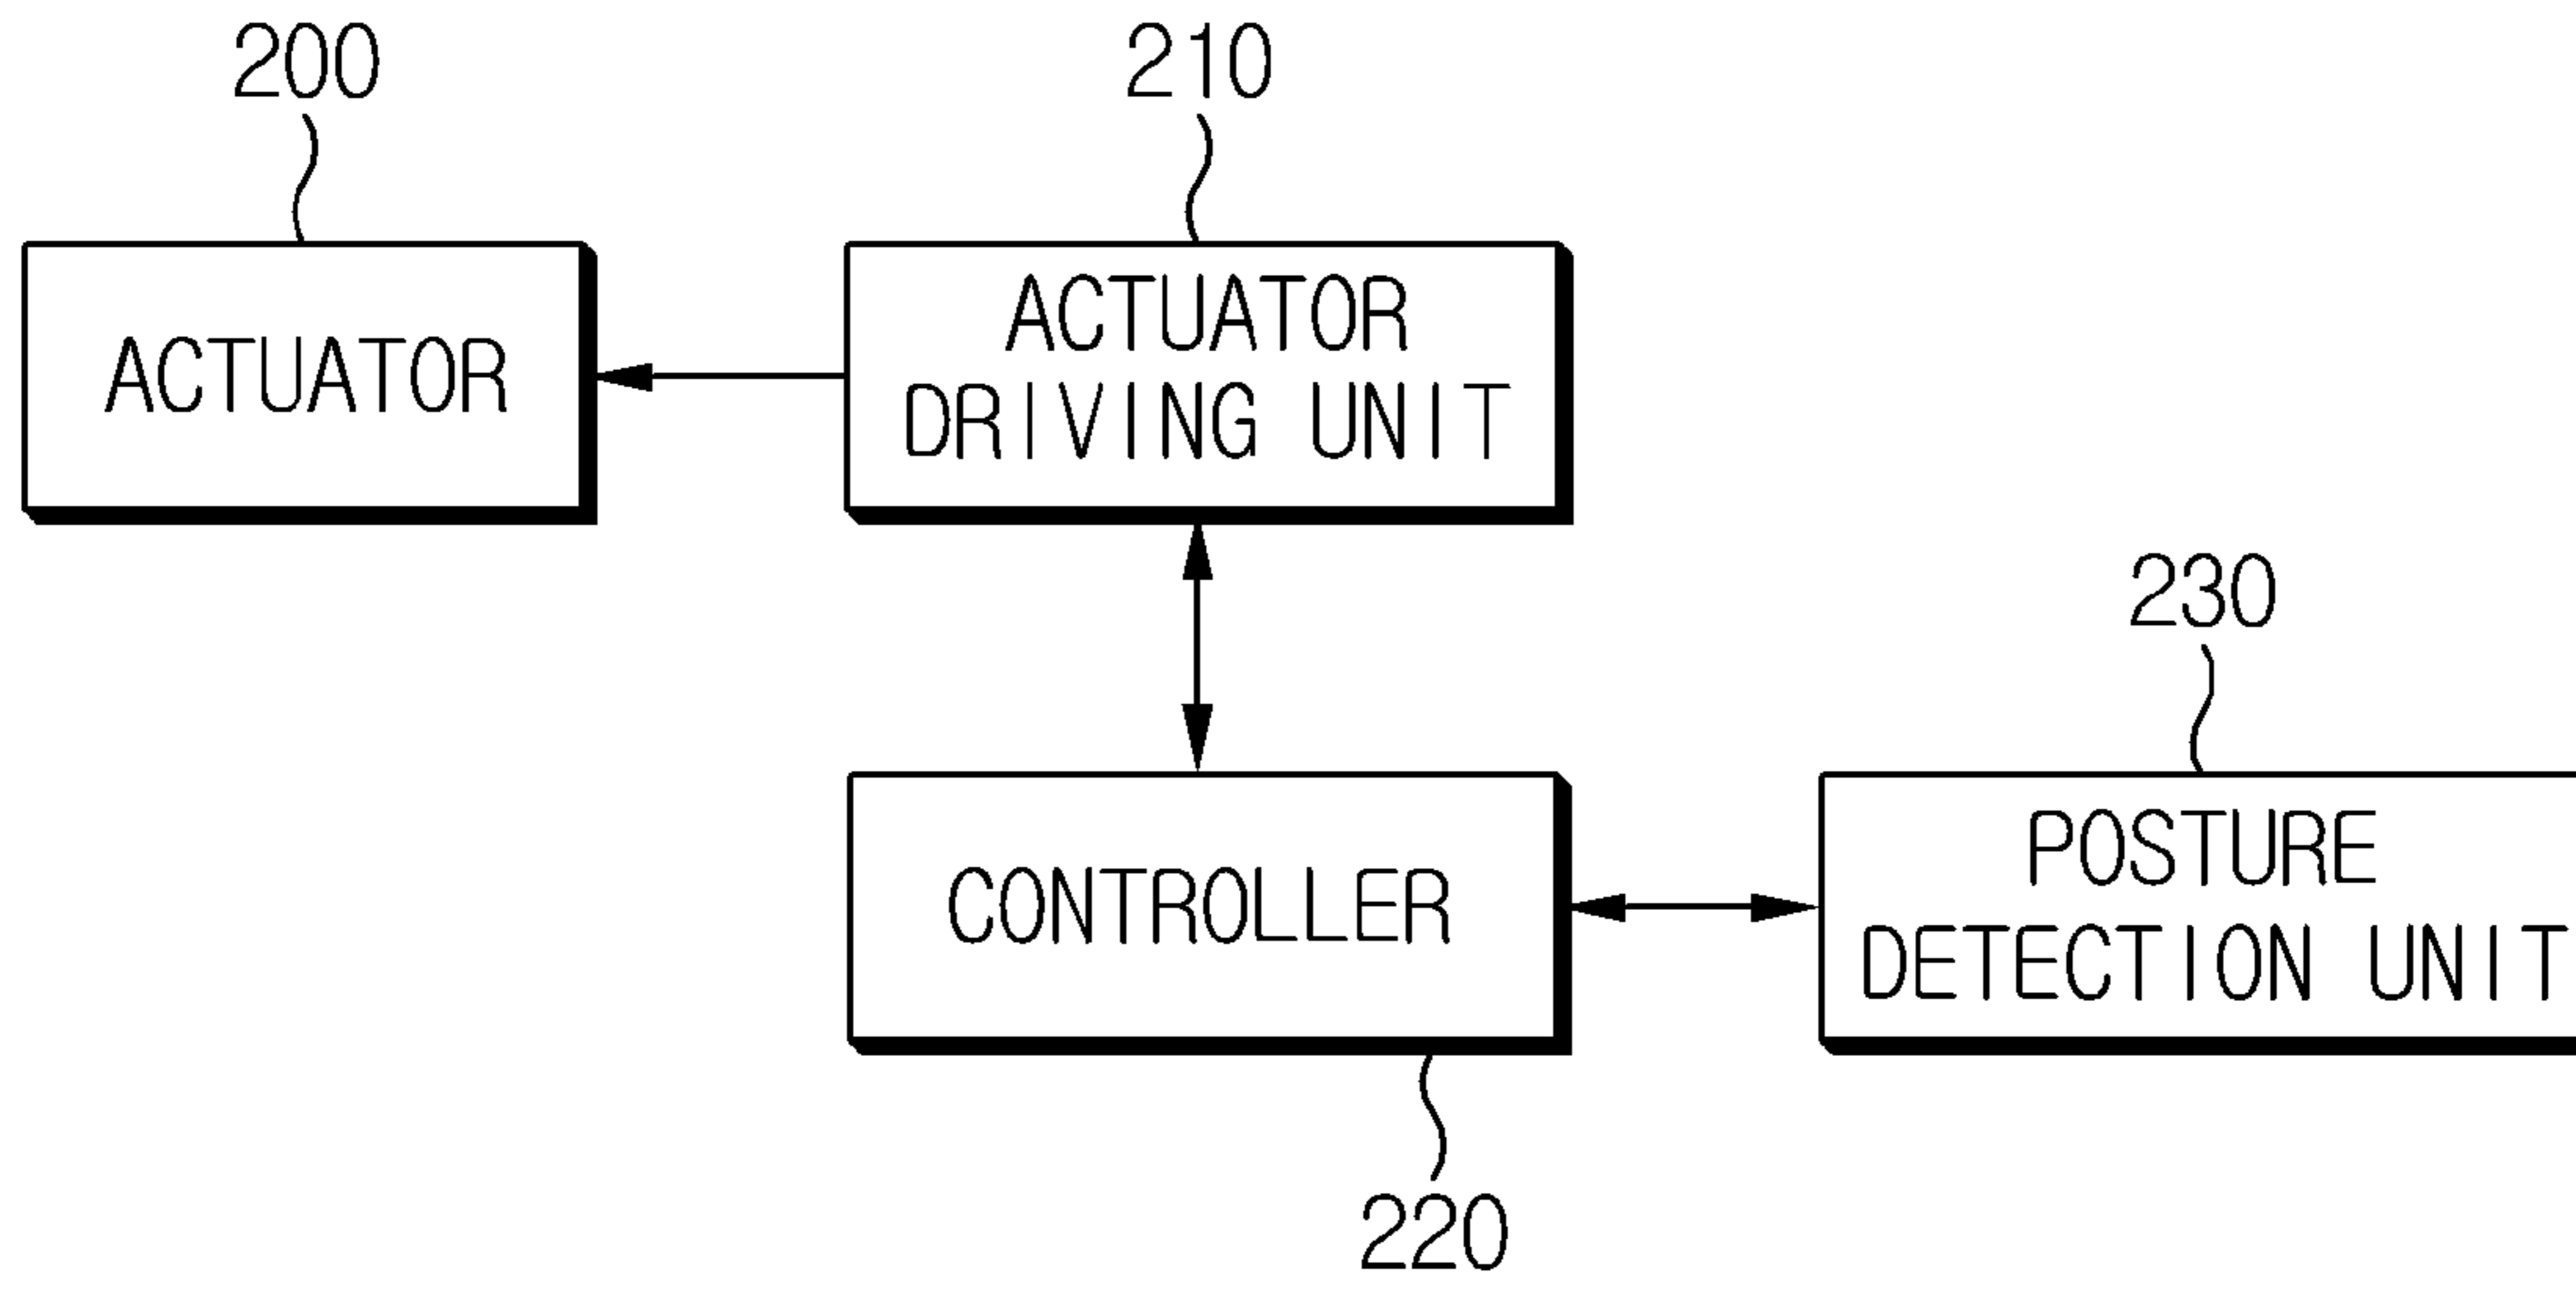 200
210
ACTUATOR
ACTUATOR
DRIVING UNIT
230
CONTROLLER
POSTURE
DETECTION UNIT
220